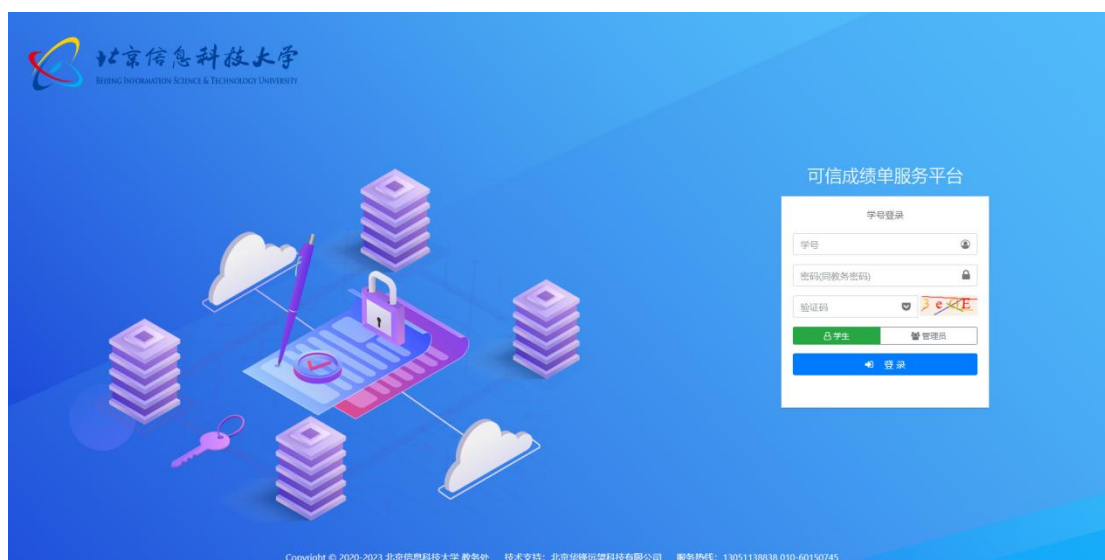 北京信息科技大学
BEIJING INFORMATION SCIENCE & TECHNOLOGY UNIVERSITY
可信成绩单服务平台
学号登录
学号
密码(同教务密码)
验证码
学生 管理员
登 录
Copyright © 2020-2023 北京信息科技大学 教务处 技术支持：北京华锋远望科技有限公司 服务热线：13051138838 010-60150745